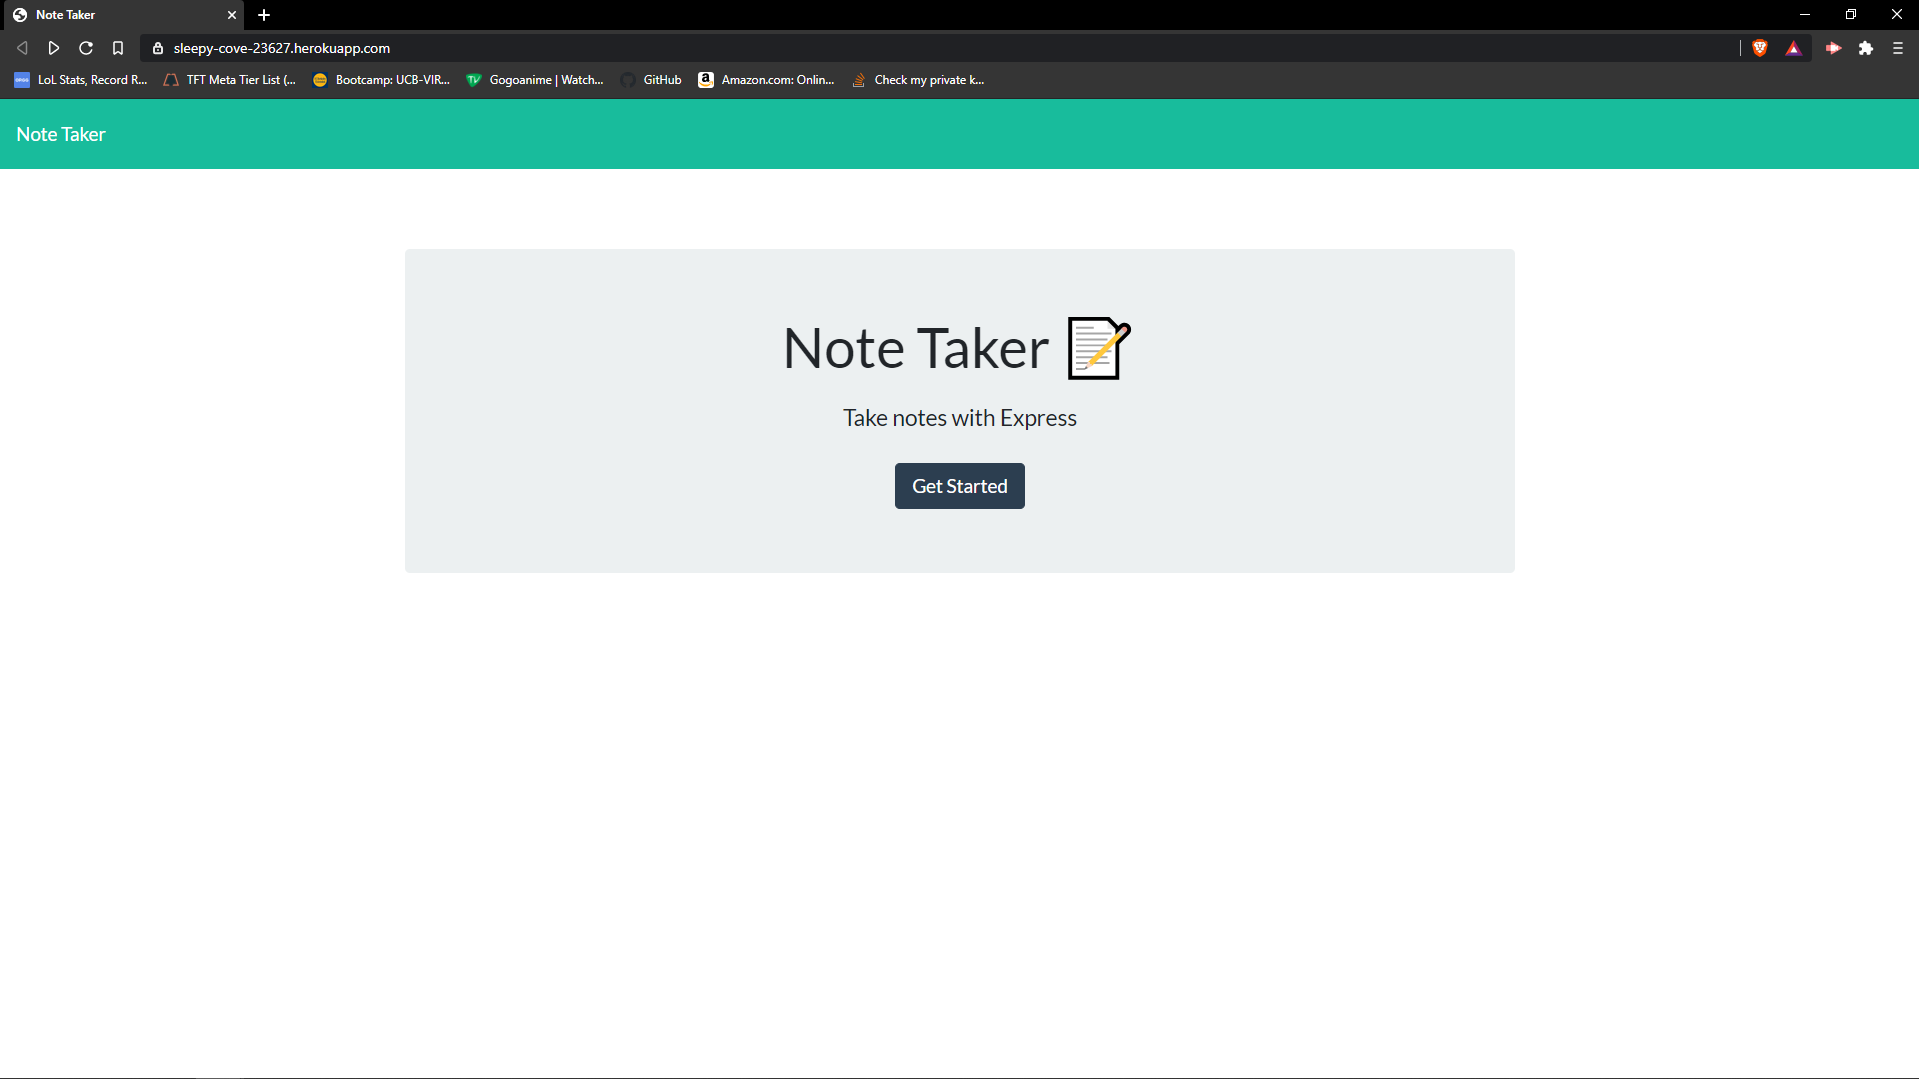 Note Taker
sleepy-cove-23627.herokuapp.com
LoL Stats, Record R... TFT Meta Tier List (... Bootcamp: UCB-VIR... Gogoanime | Watch... GitHub Amazon.com: Onlin... Check my private k...
Note Taker
Note Taker
Take notes with Express
Get Started